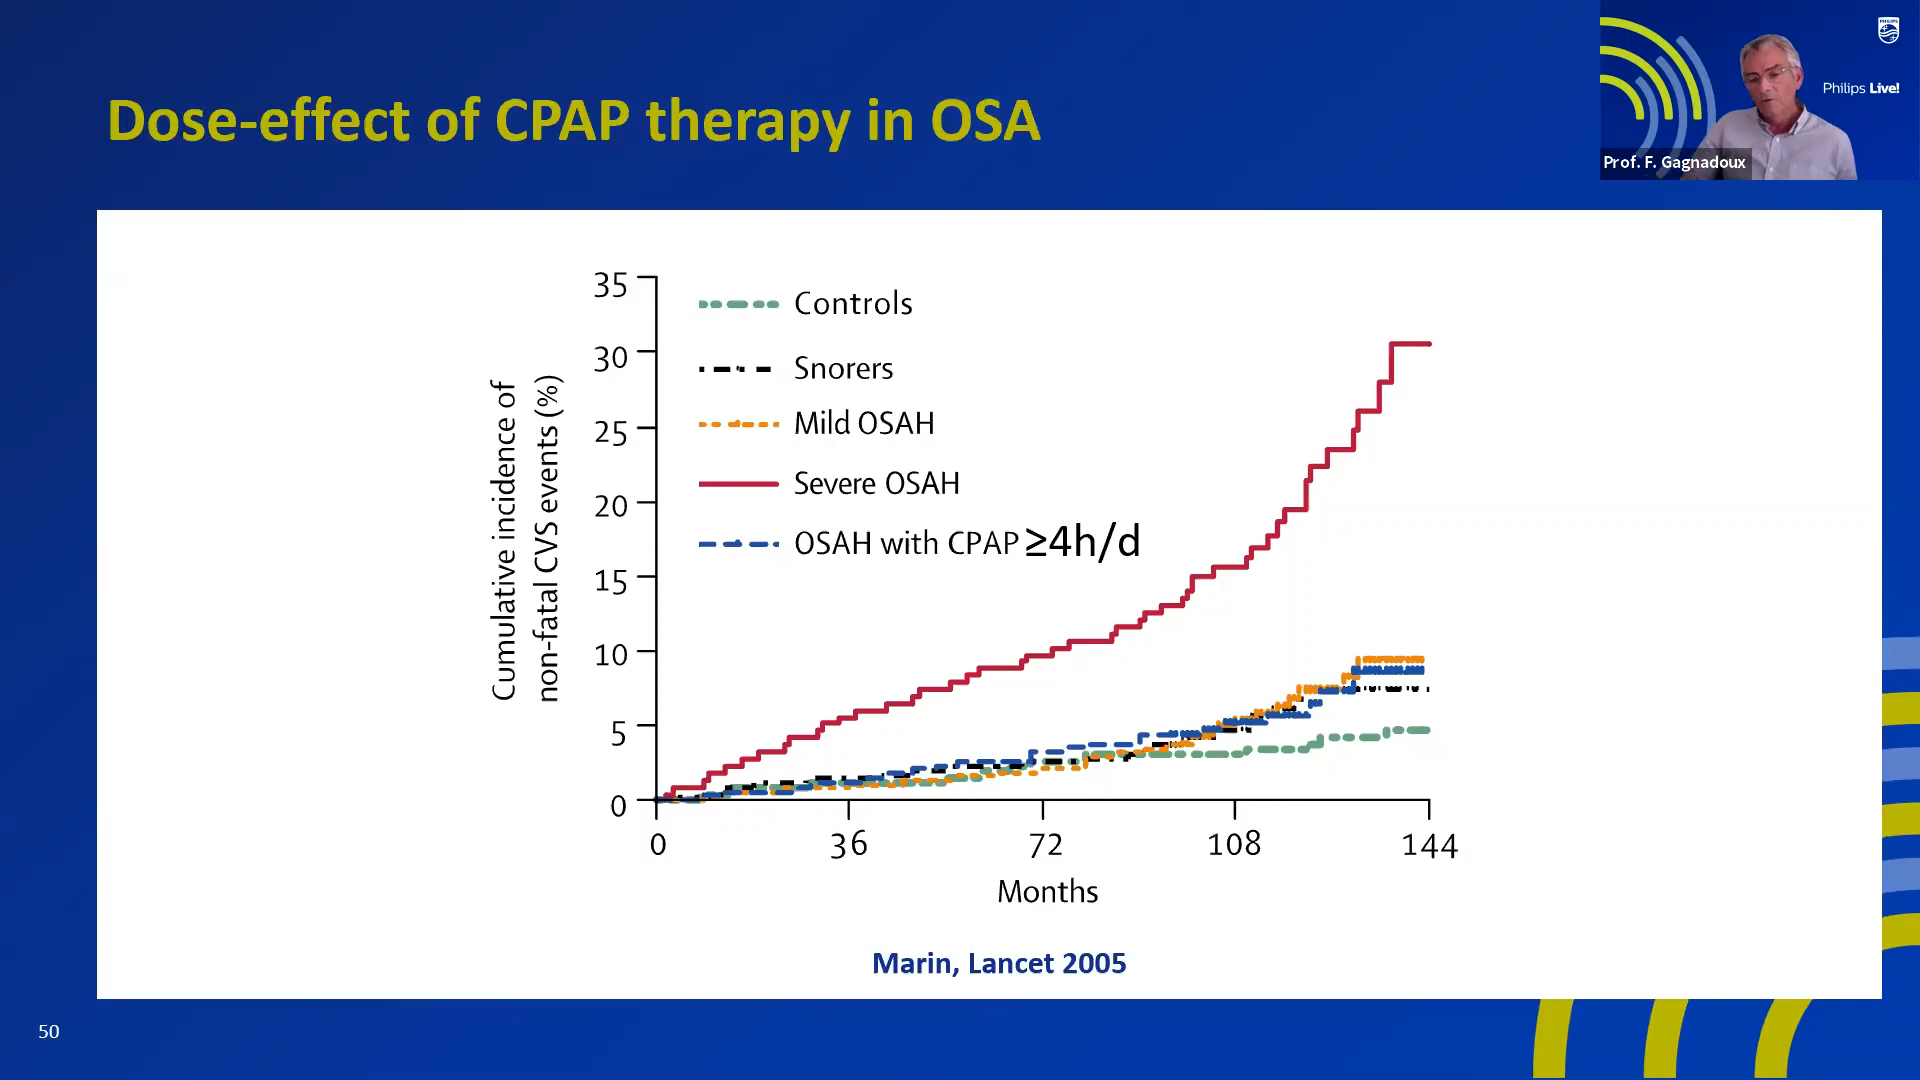 Dose-effect of CPAP therapy in OSA
PHILIPS
Philips Live!
Prof. F. Gagnadoux
Cumulative incidence of
non-fatal CVS events (%)
35
30
25
20
15
10
5
0
Controls
Snorers
Mild OSAH
Severe OSAH
OSAH with CPAP ≥4h/d
0 36 72 108 144
Months
Marin, Lancet 2005
50